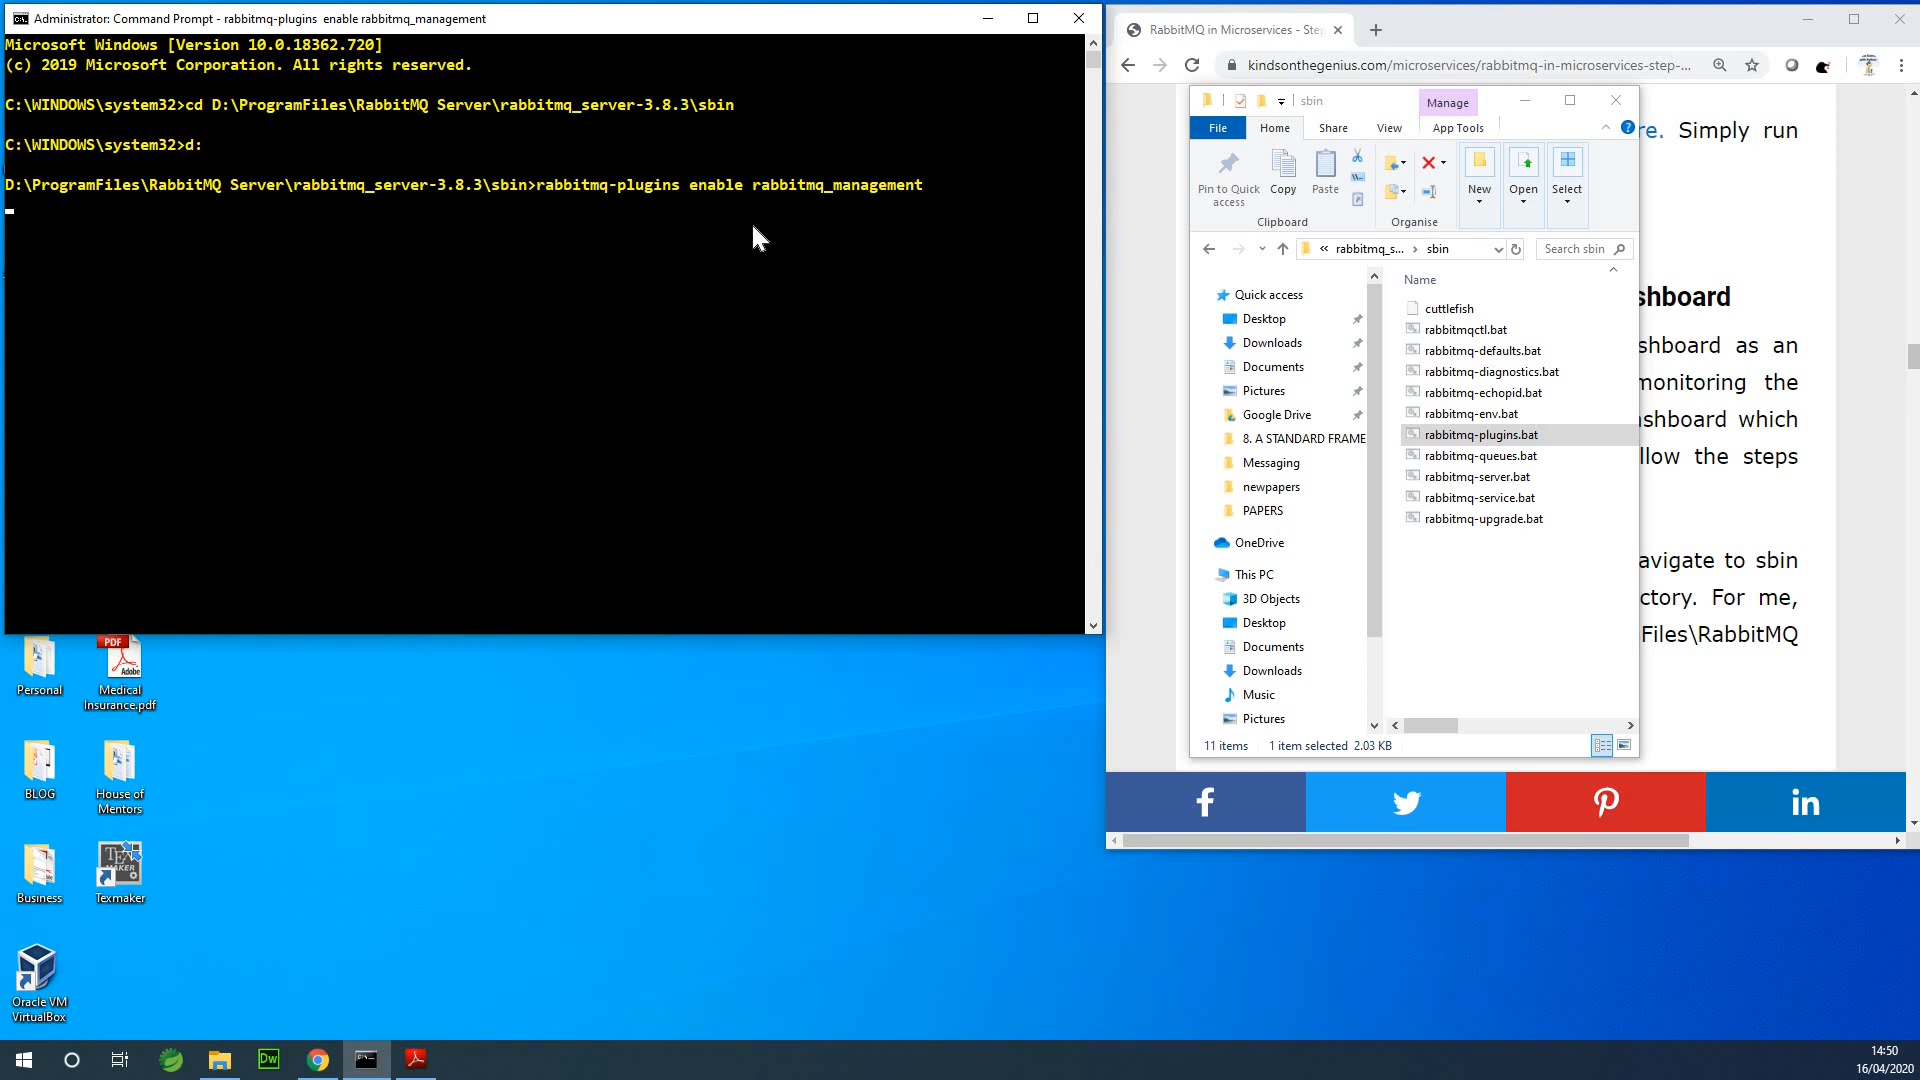 Administrator: Command Prompt - rabbitmq-plugins  enable rabbitmq_management
Microsoft Windows [Version 10.0.18362.720]
(c) 2019 Microsoft Corporation. All rights reserved.
C:\WINDOWS\system32>cd D:\ProgramFiles\RabbitMQ Server\rabbitmq_server-3.8.3\sbin
C:\WINDOWS\system32>d:
D:\ProgramFiles\RabbitMQ Server\rabbitmq_server-3.8.3\sbin>rabbitmq-plugins enable rabbitmq_management
RabbitMQ in Microservices - Step
kindsonthegenius.com/microservices/rabbitmq-in-microservices-step-...
re. Simply run
shboard
shboard as an
monitoring the
shboard which
llow the steps
avigate to sbin
ctory. For me,
Files\RabbitMQ
sbin
Manage
File
Home
Share
View
App Tools
Pin to Quick access
Copy
Paste
New
Open
Select
Clipboard
Organise
« rabbitmq_s... › sbin
Search sbin
Name
Quick access
Desktop
Downloads
Documents
Pictures
Google Drive
8. A STANDARD FRAME
Messaging
newpapers
PAPERS
OneDrive
This PC
3D Objects
Desktop
Documents
Downloads
Music
Pictures
cuttlefish
rabbitmqctl.bat
rabbitmq-defaults.bat
rabbitmq-diagnostics.bat
rabbitmq-echopid.bat
rabbitmq-env.bat
rabbitmq-plugins.bat
rabbitmq-queues.bat
rabbitmq-server.bat
rabbitmq-service.bat
rabbitmq-upgrade.bat
11 items
1 item selected  2.03 KB
Personal
PDF
Adobe
Medical
Insurance.pdf
BLOG
House of
Mentors
Business
Texmaker
Oracle VM
VirtualBox
Dw
14:50
16/04/2020